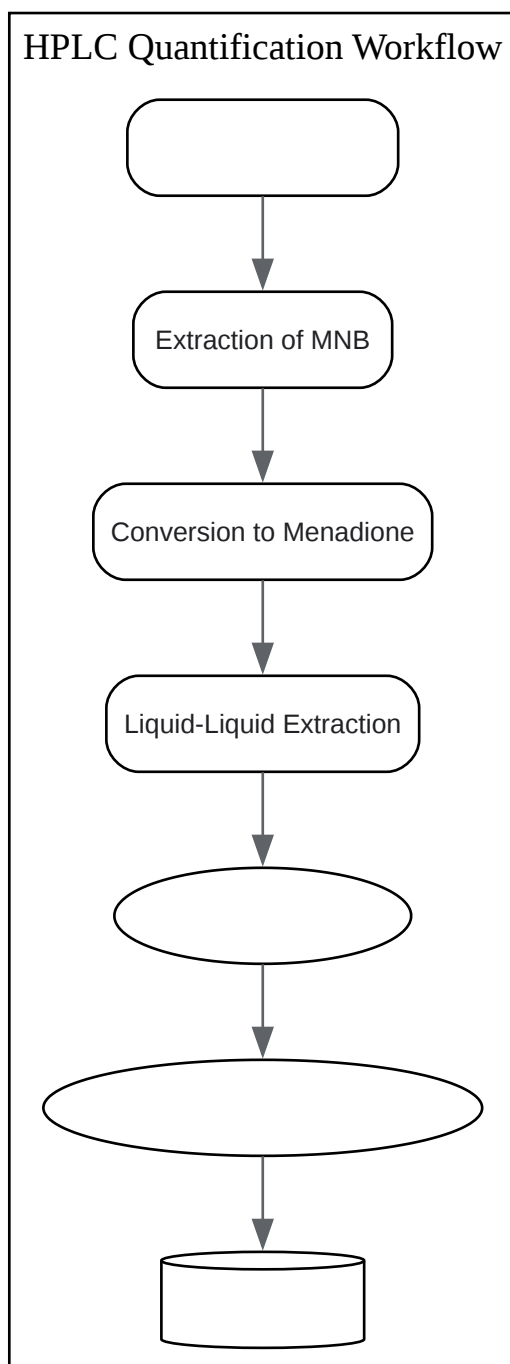 HPLC Quantification Workflow
Extraction of MNB
Conversion to Menadione
Liquid-Liquid Extraction